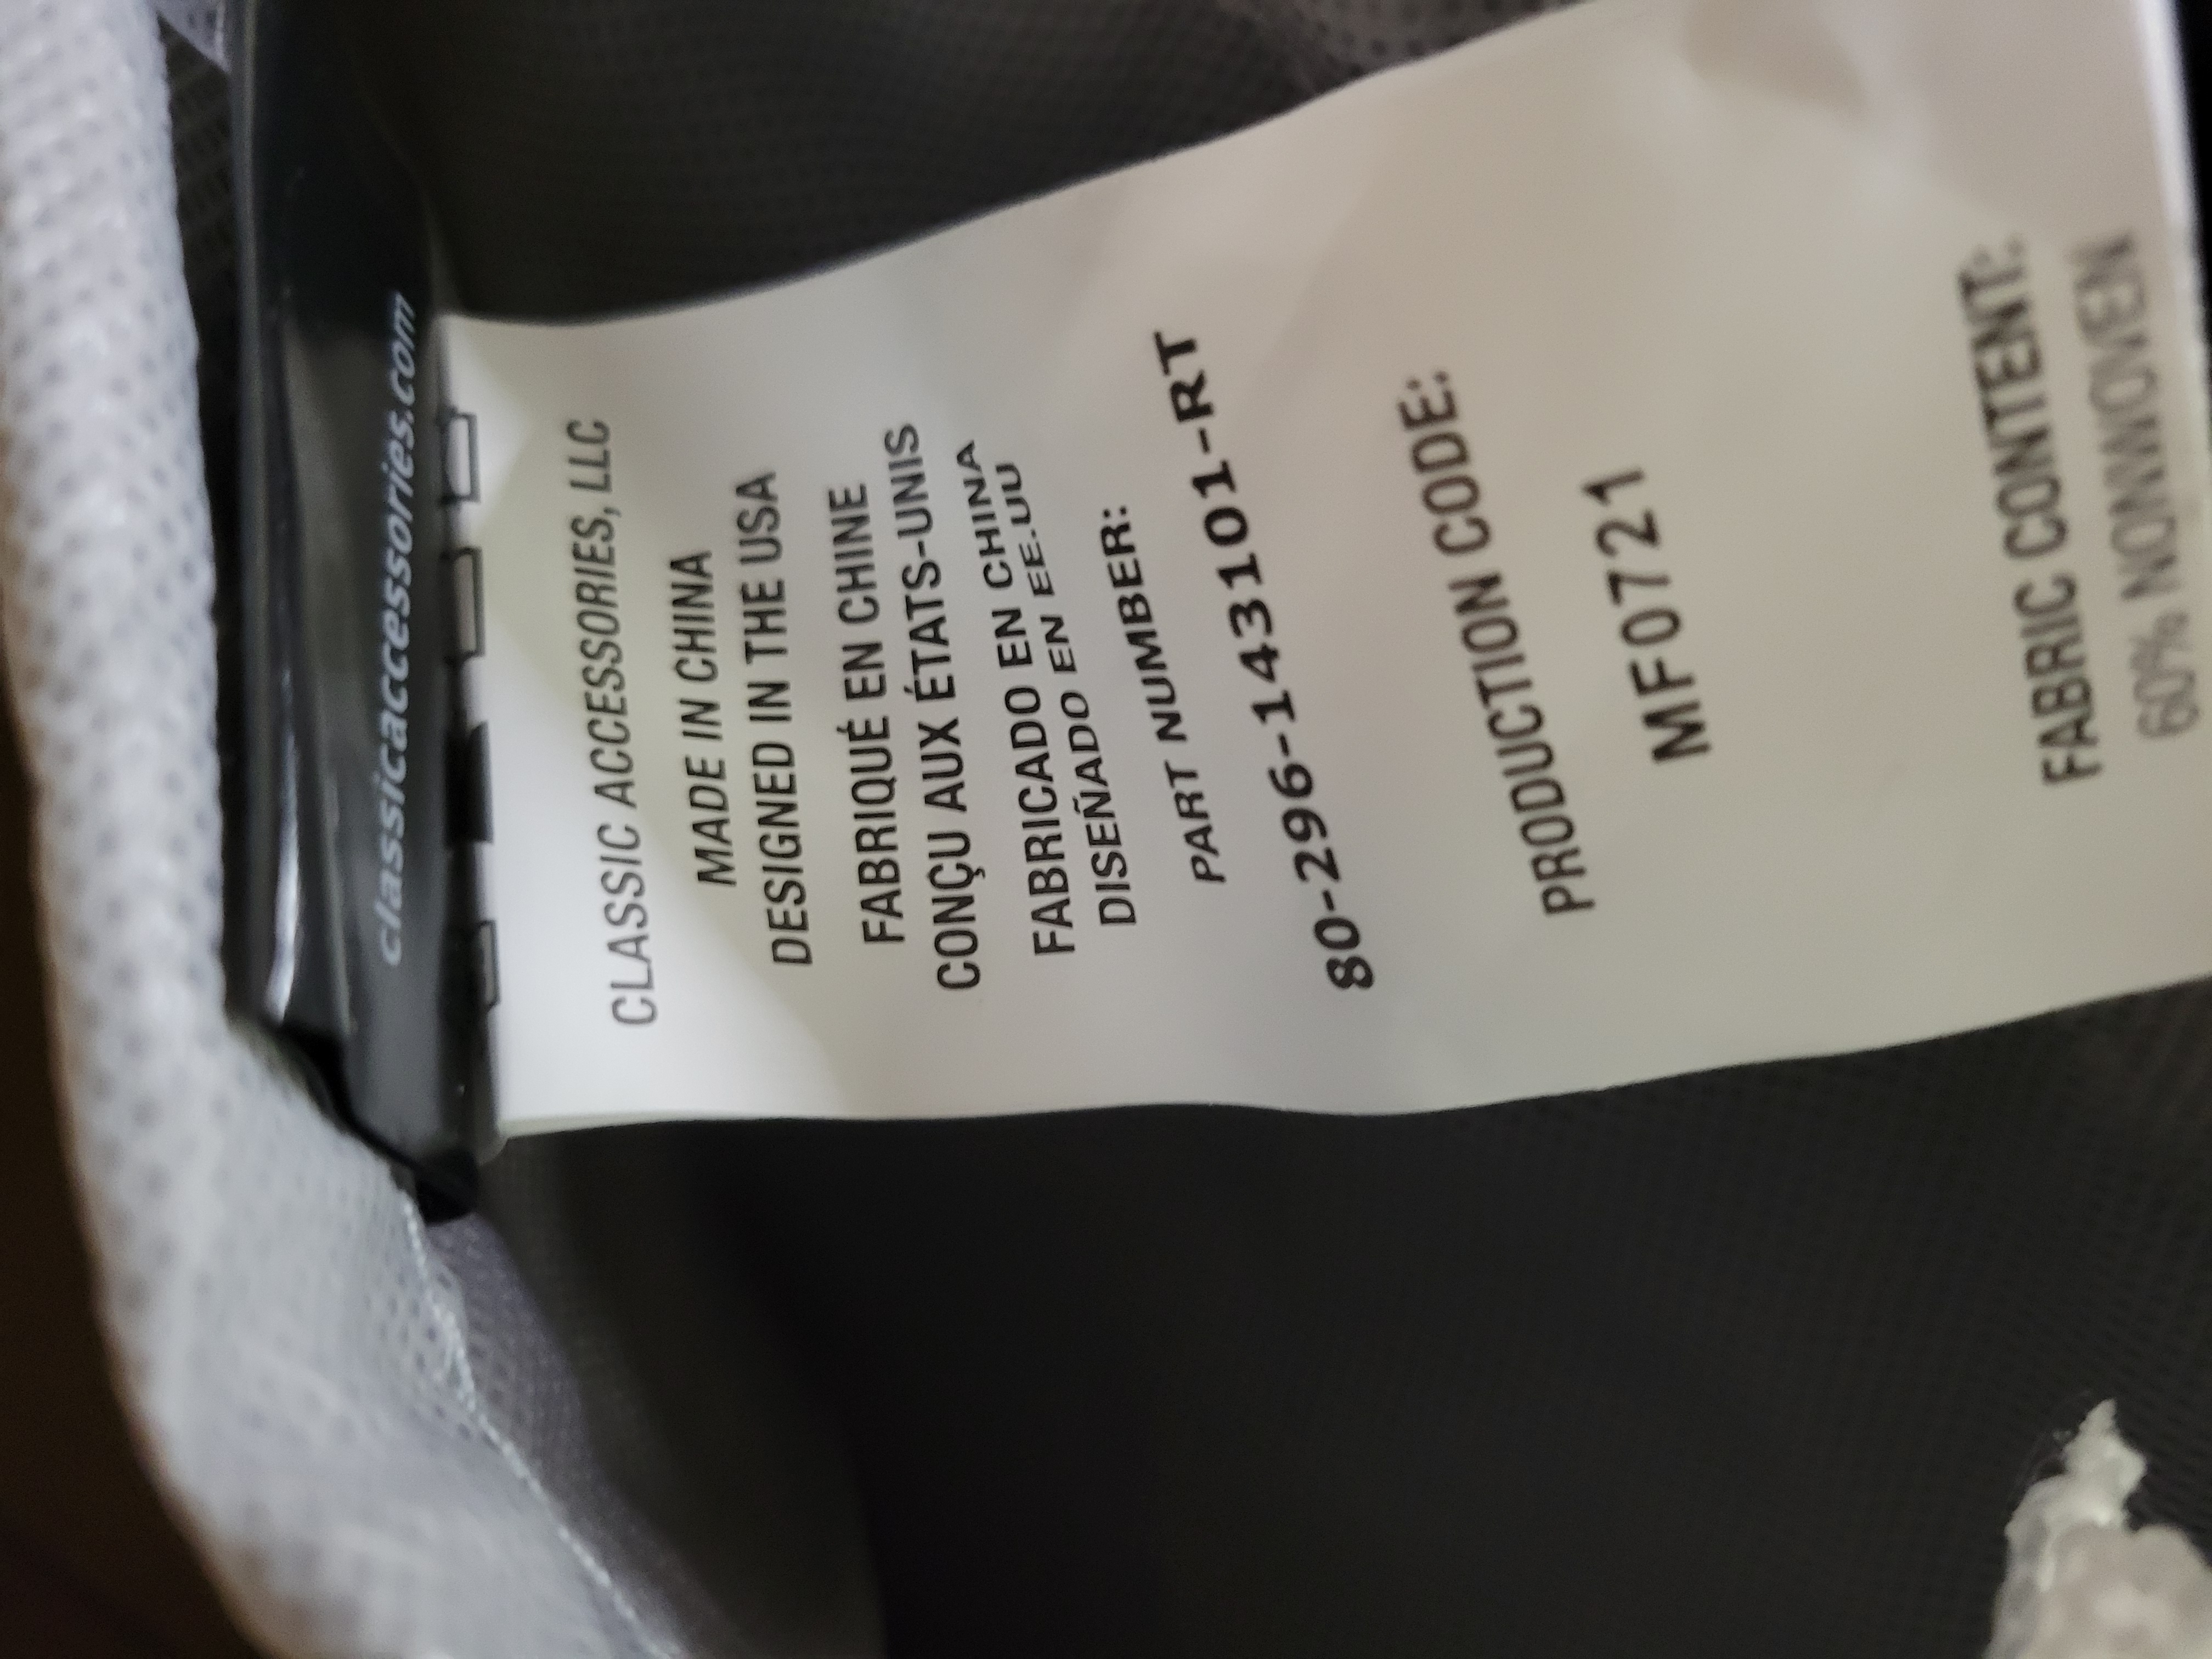 classicaccessories.com
CLASSIC ACCESSORIES, LLC
MADE IN CHINA
DESIGNED IN THE USA
FABRIQUÉ EN CHINE
CONÇU AUX ÉTATS-UNIS
FABRICADO EN CHINA
DISEÑADO EN EE.UU
PART NUMBER:
80-296-143101-RT
PRODUCTION CODE:
MF0721
FABRIC CONTENT:
60% NONWOVEN